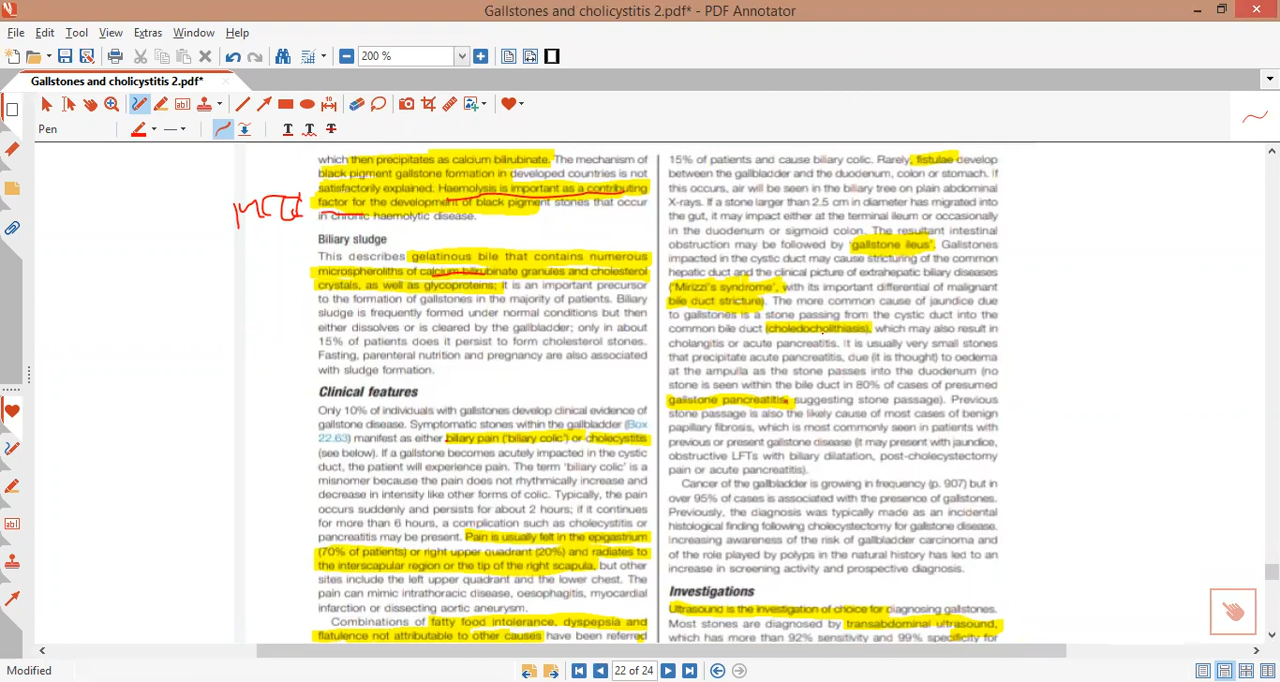 Gallstones and cholicystitis 2.pdf* - PDF Annotator
File Edit Tool View Extras Window Help
200 %
Gallstones and cholicystitis 2.pdf*
Pen
which then precipitates as calcium bilirubinate. The mechanism of
black pigment gallstone formation in developed countries is not
satisfactorily explained. Haemolysis is important as a contributing
factor for the development of black pigment stones that occur
in chronic haemolytic disease.
Biliary sludge
This describes gelatinous bile that contains numerous
microspheroliths of calcium bilirubinate granules and cholesterol
crystals, as well as glycoproteins; it is an important precursor
to the formation of gallstones in the majority of patients. Biliary
sludge is frequently formed under normal conditions but then
either dissolves or is cleared by the gallbladder; only in about
15% of patients does it persist to form cholesterol stones.
Fasting, parenteral nutrition and pregnancy are also associated
with sludge formation.
Clinical features
Only 10% of individuals with gallstones develop clinical evidence of
gallstone disease. Symptomatic stones within the gallbladder (Box
22.63) manifest as either biliary pain ('biliary colic') or cholecystitis
(see below). If a gallstone becomes acutely impacted in the cystic
duct, the patient will experience pain. The term 'biliary colic' is a
misnomer because the pain does not rhythmically increase and
decrease in intensity like other forms of colic. Typically, the pain
occurs suddenly and persists for about 2 hours; if it continues
for more than 6 hours, a complication such as cholecystitis or
pancreatitis may be present. Pain is usually felt in the epigastrium
(70% of patients) or right upper quadrant (20%) and radiates to
the interscapular region or the tip of the right scapula, but other
sites include the left upper quadrant and the lower chest. The
pain can mimic intrathoracic disease, oesophagitis, myocardial
infarction or dissecting aortic aneurysm.
Combinations of fatty food intolerance, dyspepsia and
flatulence not attributable to other causes have been referred
15% of patients and cause biliary colic. Rarely, fistulae develop
between the gallbladder and the duodenum, colon or stomach. If
this occurs, air will be seen in the biliary tree on plain abdominal
X-rays. If a stone larger than 2.5 cm in diameter has migrated into
the gut, it may impact either at the terminal ileum or occasionally
in the duodenum or sigmoid colon. The resultant intestinal
obstruction may be followed by 'gallstone ileus'. Gallstones
impacted in the cystic duct may cause stricturing of the common
hepatic duct and the clinical picture of extrahepatic biliary diseases
('Mirizzi's syndrome', with its important differential of malignant
bile duct stricture). The more common cause of jaundice due
to gallstones is a stone passing from the cystic duct into the
common bile duct (choledocholithiasis), which may also result in
cholangitis or acute pancreatitis. It is usually very small stones
that precipitate acute pancreatitis, due (it is thought) to oedema
at the ampulla as the stone passes into the duodenum (no
stone is seen within the bile duct in 80% of cases of presumed
gallstone pancreatitis, suggesting stone passage). Previous
stone passage is also the likely cause of most cases of benign
papillary fibrosis, which is most commonly seen in patients with
previous or present gallstone disease (it may present with jaundice,
obstructive LFTs with biliary dilatation, post-cholecystectomy
pain or acute pancreatitis).
Cancer of the gallbladder is growing in frequency (p. 907) but in
over 95% of cases is associated with the presence of gallstones.
Previously, the diagnosis was typically made as an incidental
histological finding following cholecystectomy for gallstone disease.
Increasing awareness of the risk of gallbladder carcinoma and
of the role played by polyps in the natural history has led to an
increase in screening activity and prospective diagnosis.
Investigations
Ultrasound is the investigation of choice for diagnosing gallstones.
Most stones are diagnosed by transabdominal ultrasound,
which has more than 92% sensitivity and 99% specificity for
Modified
22 of 24